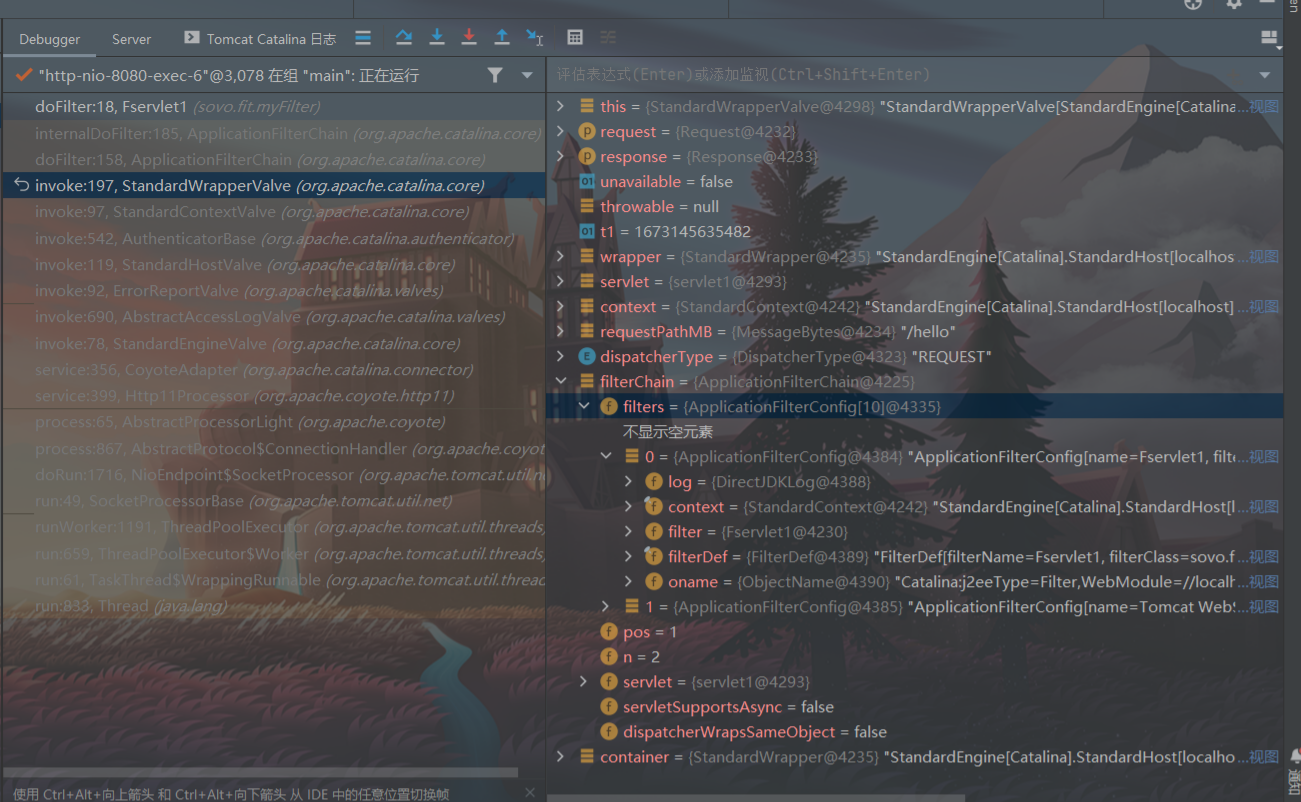 Debugger
Server
Tomcat Catalina 日志
"http-nio-8080-exec-6"@3,078 在组 "main": 正在运行
doFilter:18, Fservlet1 (sovo.fit.myFilter)
internalDoFilter:185, ApplicationFilterChain (org.apache.catalina.core)
doFilter:158, ApplicationFilterChain (org.apache.catalina.core)
invoke:197, StandardWrapperValve (org.apache.catalina.core)
invoke:97, StandardContextValve (org.apache.catalina.core)
invoke:542, AuthenticatorBase (org.apache.catalina.authenticator)
invoke:119, StandardHostValve (org.apache.catalina.core)
invoke:92, ErrorReportValve (org.apache.catalina.valves)
invoke:690, AbstractAccessLogValve (org.apache.catalina.valves)
invoke:78, StandardEngineValve (org.apache.catalina.core)
service:356, CoyoteAdapter (org.apache.catalina.connector)
service:399, Http11Processor (org.apache.coyote.http11)
process:65, AbstractProcessorLight (org.apache.coyote)
process:867, AbstractProtocol$ConnectionHandler (org.apache.coyot
doRun:1716, NioEndpoint$SocketProcessor (org.apache.tomcat.util.n
run:49, SocketProcessorBase (org.apache.tomcat.util.net)
runWorker:1191, ThreadPoolExecutor (org.apache.tomcat.util.threads
run:659, ThreadPoolExecutor$Worker (org.apache.tomcat.util.threads
run:61, TaskThread$WrappingRunnable (org.apache.tomcat.util.threa
run:833, Thread (java.lang)
使用 Ctrl+Alt+向上箭头 和 Ctrl+Alt+向下箭头 从 IDE 中的任意位置切换帧
评估表达式(Enter)或添加监视(Ctrl+Shift+Enter)
this = {StandardWrapperValve@4298} "StandardWrapperValve[StandardEngine[Catalina...视图
request = {Request@4232}
response = {Response@4233}
unavailable = false
throwable = null
t1 = 1673145635482
wrapper = {StandardWrapper@4235} "StandardEngine[Catalina].StandardHost[localhos...视图
servlet = {servlet1@4293}
context = {StandardContext@4242} "StandardEngine[Catalina].StandardHost[localhost]...视图
requestPathMB = {MessageBytes@4234} "/hello"
dispatcherType = {DispatcherType@4323} "REQUEST"
filterChain = {ApplicationFilterChain@4225}
filters = {ApplicationFilterConfig[10]@4335}
不显示空元素
0 = {ApplicationFilterConfig@4384} "ApplicationFilterConfig[name=Fservlet1, filt...视图
log = {DirectJDKLog@4388}
context = {StandardContext@4242} "StandardEngine[Catalina].StandardHost[l...视图
filter = {Fservlet1@4230}
filterDef = {FilterDef@4389} "FilterDef[filterName=Fservlet1, filterClass=sovo.f...视图
oname = {ObjectName@4390} "Catalina:j2eeType=Filter,WebModule=//localh...视图
1 = {ApplicationFilterConfig@4385} "ApplicationFilterConfig[name=Tomcat WebS...视图
pos = 1
n = 2
servlet = {servlet1@4293}
servletSupportsAsync = false
dispatcherWrapsSameObject = false
container = {StandardWrapper@4235} "StandardEngine[Catalina].StandardHost[localho...视图
通知